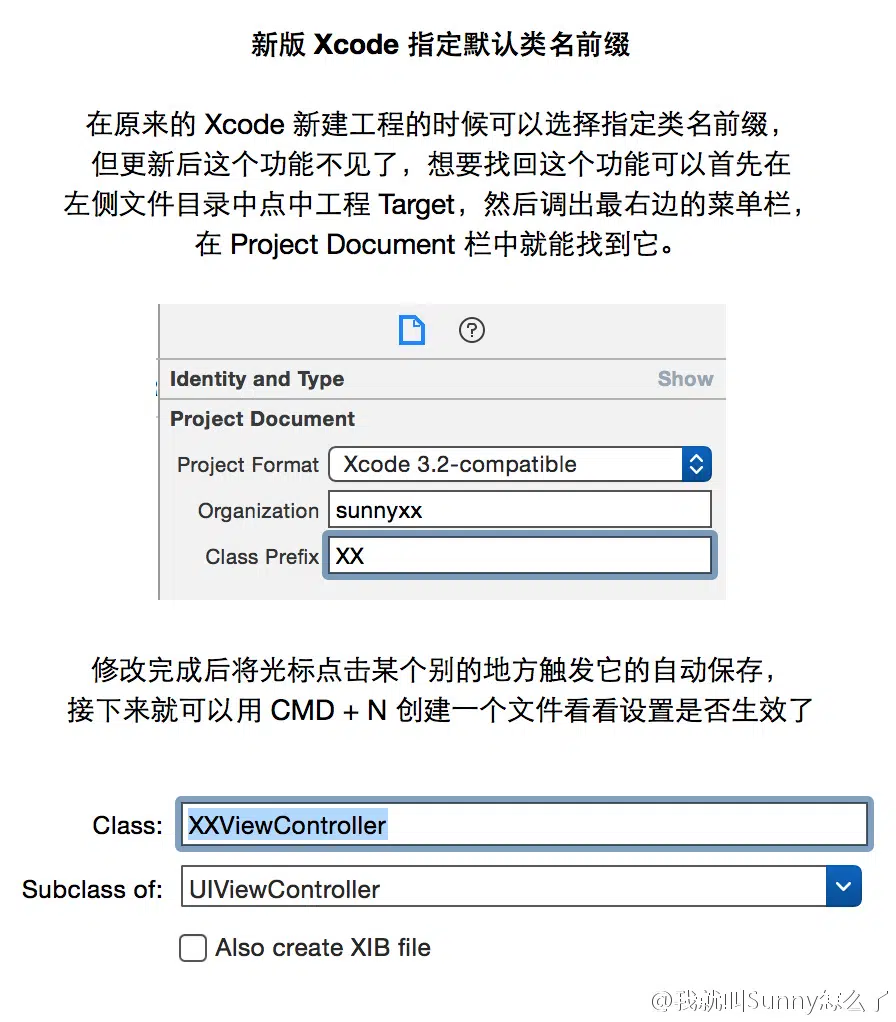 新版 Xcode 指定默认类名前缀
在原来的 Xcode 新建工程的时候可以选择指定类名前缀，
但更新后这个功能不见了，想要找回这个功能可以首先在
左侧文件目录中点中工程 Target，然后调出最右边的菜单栏，
在 Project Document 栏中就能找到它。
?
Identity and Type Show
Project Document
Project Format Xcode 3.2-compatible
Organization sunnyxx
Class Prefix XX
修改完成后将光标点击某个别的地方触发它的自动保存，
接下来就可以用 CMD + N 创建一个文件看看设置是否生效了
Class: XXViewController
Subclass of: UIViewController
Also create XIB file
@我就叫Sunny怎么了